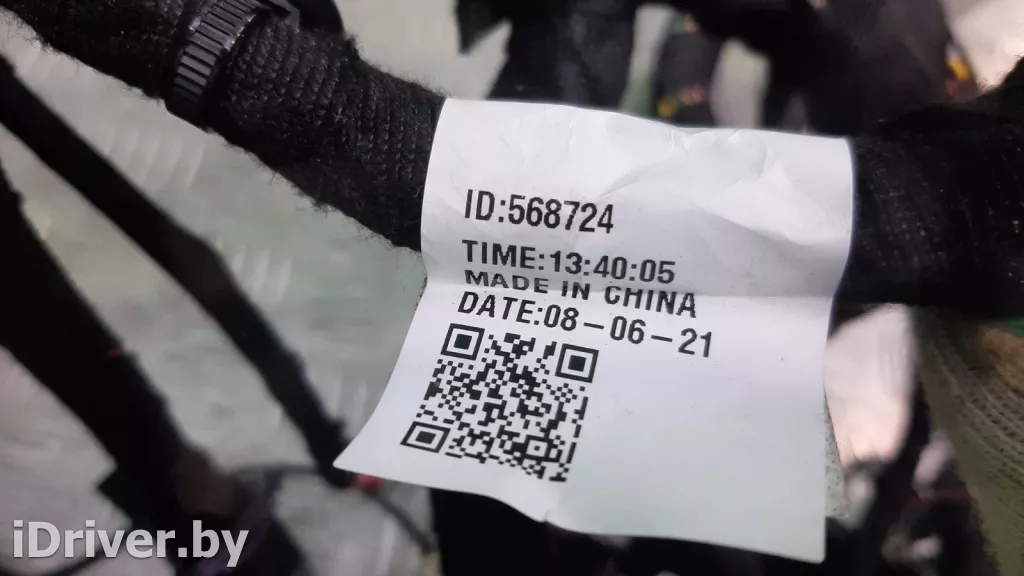 ID:568724
TIME:13:40:05
MADE IN CHINA
DATE:08-06-21
iDriver.by